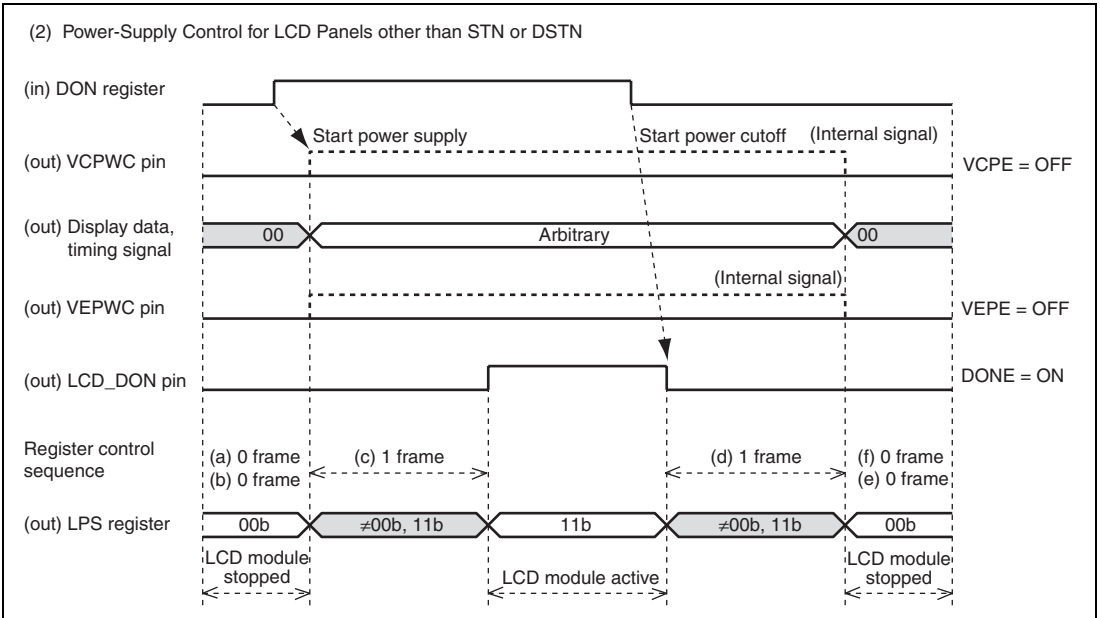 (2) Power-Supply Control for LCD Panels other than STN or DSTN
(in) DON register
Start power supply
Start power cutoff
(Internal signal)
(out) VCPWC pin
VCPE = OFF
(out) Display data,
timing signal
00
Arbitrary
00
(Internal signal)
(out) VEPWC pin
VEPE = OFF
(out) LCD_DON pin
DONE = ON
Register control
sequence
(a) 0 frame
(b) 0 frame
(c) 1 frame
(d) 1 frame
(f) 0 frame
(e) 0 frame
(out) LPS register
00b
≠00b, 11b
11b
≠00b, 11b
00b
LCD module
stopped
LCD module active
LCD module
stopped